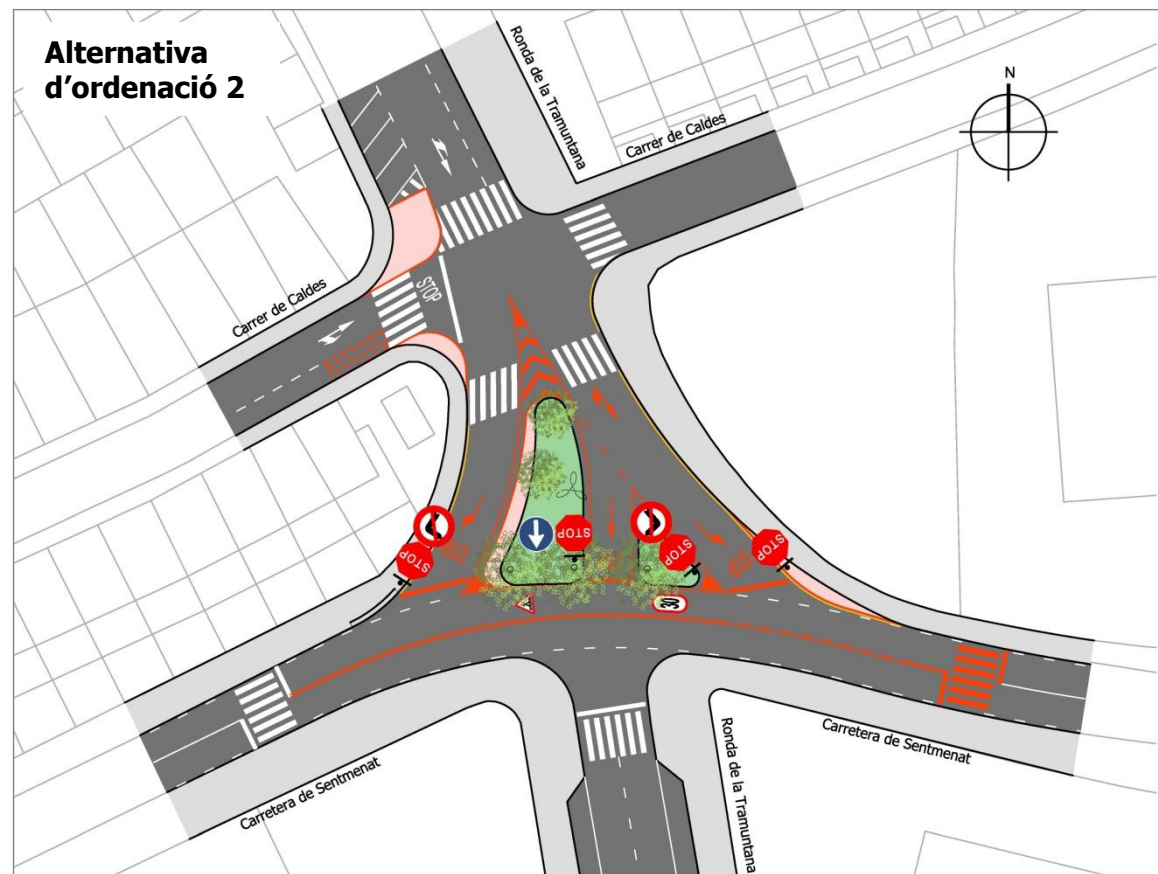 Alternativa
d'ordenació 2
Ronda de la Tramuntana
Carrer de Caldes
N
Carrer de Caldes
STOP
STOP
STOP
STOP
STOP
30
Carretera de Sentmenat
Ronda de la Tramuntana
Carretera de Sentmenat